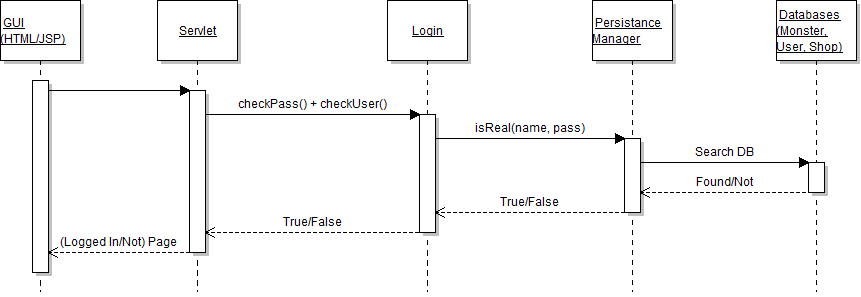 GUI
(HTML/JSP)
Servlet
Login
Persistance
Manager
Databases
(Monster,
User, Shop)
checkPass() + checkUser()
isReal(name, pass)
Search DB
Found/Not
True/False
True/False
(Logged In/Not) Page